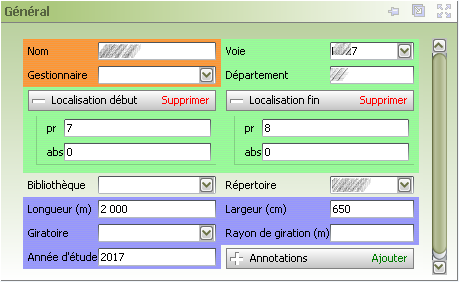 Général
Nom Voie
Gestionnaire Département
Localisation début Supprimer Localisation fin Supprimer
pr 7 pr 8
abs 0 abs 0
Bibliothèque Répertoire
Longueur (m) 2 000 Largeur (cm) 650
Giratoire Rayon de giration (m)
Année d'étude 2017 Annotations Ajouter